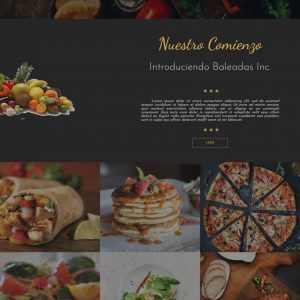 Nuestro Comienzo
Introduciendo Baleadas Inc.
Lorem ipsum dolor sit amet, consectetur adipisicing elit, sed do eiusmod tempor
incididunt ut labore et dolore magna aliqua. Ut enim ad minim veniam, quis
nostrud exercitation ullamco laboris nisi ut aliquip ex ea commodo
consequat. Duis aute irure dolor in reprehenderit in voluptate velit esse cillum
dolore eu fugiat nulla pariatur. Excepteur sint occaecat cupidatat non proident,
sunt in culpa qui officia deserunt mollit anim id est laborum.
LEER